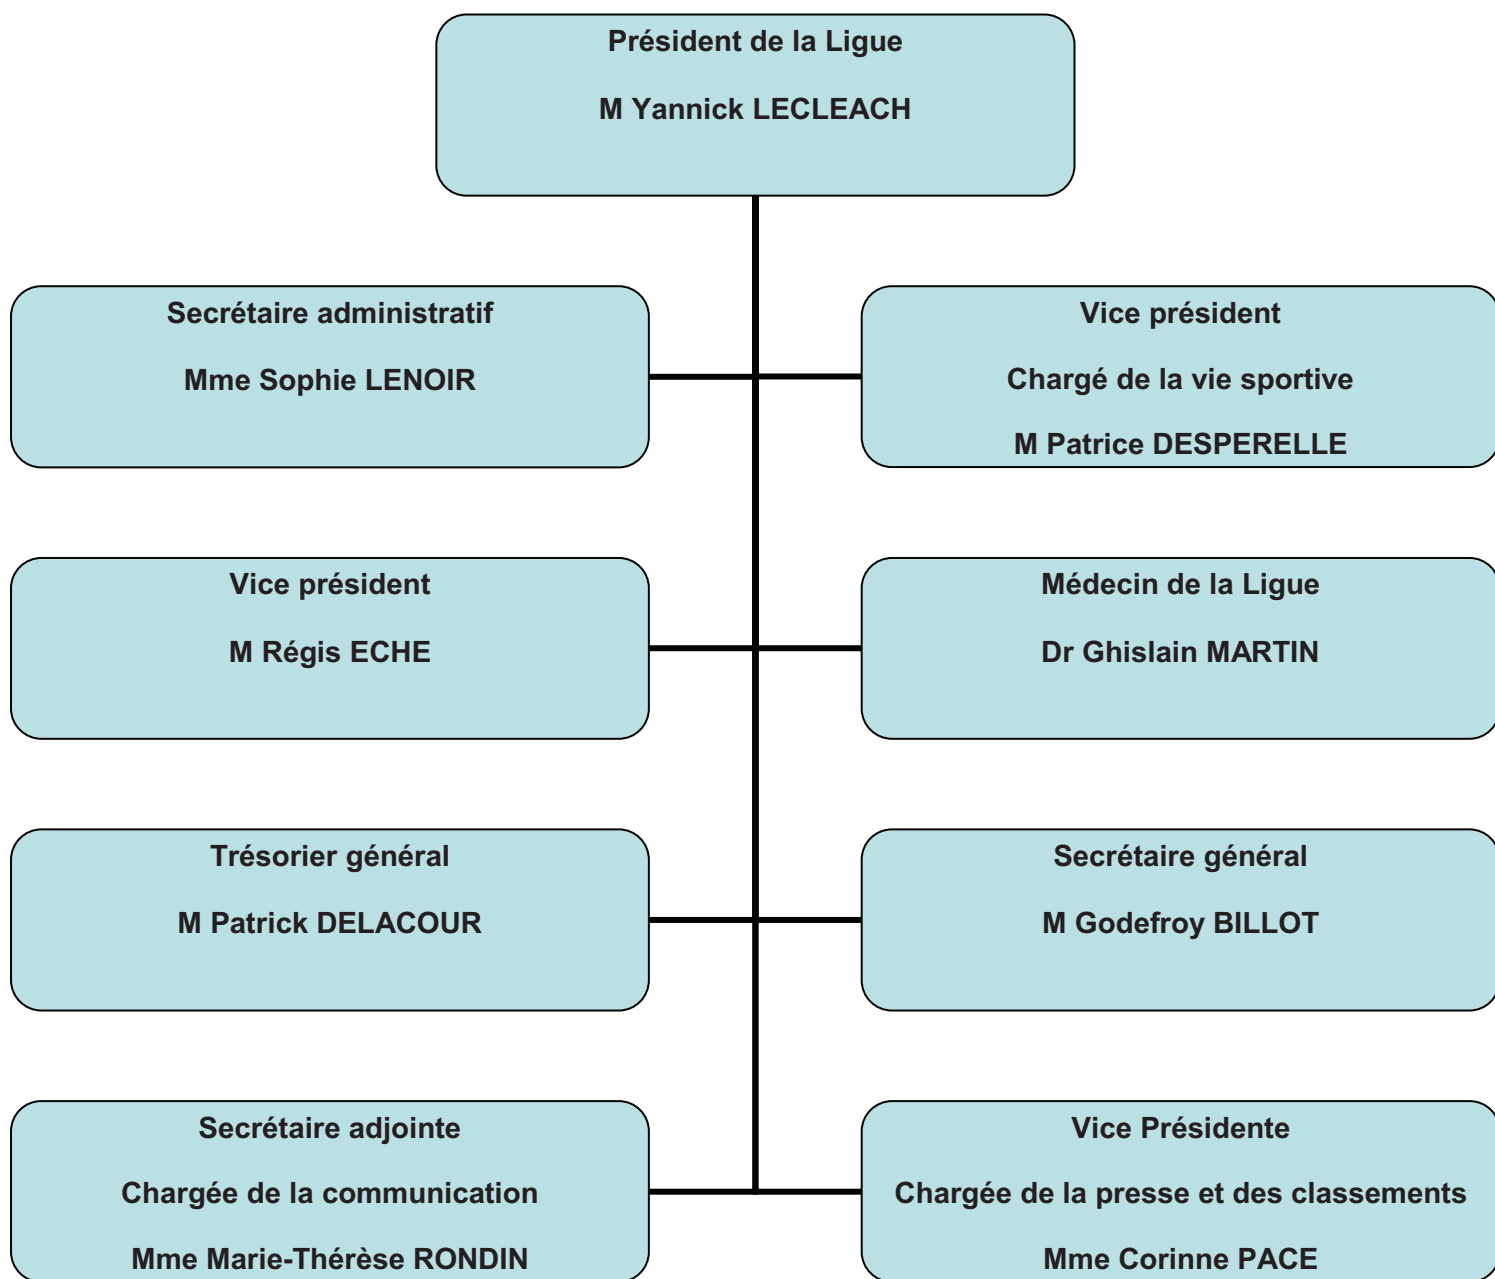 Président de la Ligue
M Yannick LECLEACH
Secrétaire administratif
Mme Sophie LENOIR
Vice président
Chargé de la vie sportive
M Patrice DESPERELLE
Vice président
M Régis ECHE
Médecin de la Ligue
Dr Ghislain MARTIN
Trésorier général
M Patrick DELACOUR
Secrétaire général
M Godefroy BILLOT
Secrétaire adjointe
Chargée de la communication
Mme Marie-Thérèse RONDIN
Vice Présidente
Chargée de la presse et des classements
Mme Corinne PACE